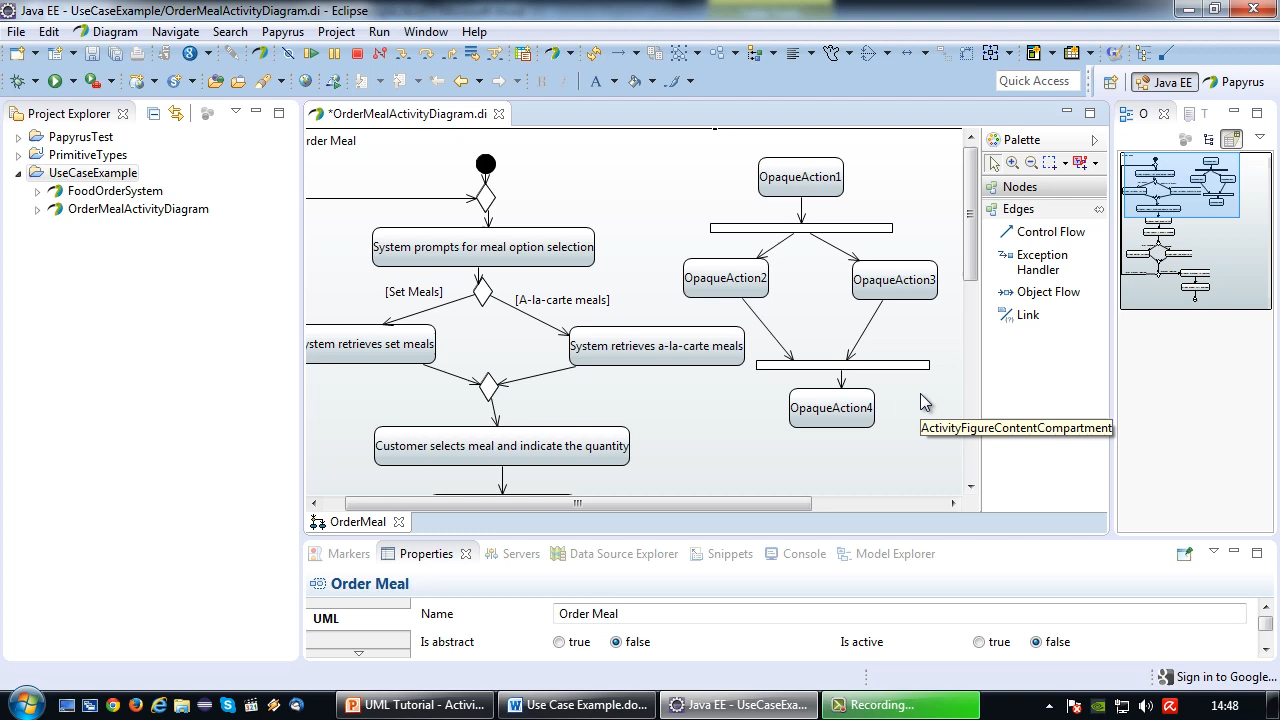 Java EE - UseCaseExample/OrderMealActivityDiagram.di - Eclipse
File Edit Diagram Navigate Search Papyrus Project Run Window Help
Quick Access
Java EE
Papyrus
Project Explorer
PapyrusTest
PrimitiveTypes
UseCaseExample
FoodOrderSystem
OrderMealActivityDiagram
*OrderMealActivityDiagram.di
rder Meal
System prompts for meal option selection
[Set Meals]
[A-la-carte meals]
ystem retrieves set meals
System retrieves a-la-carte meals
Customer selects meal and indicate the quantity
OpaqueAction1
OpaqueAction2
OpaqueAction3
OpaqueAction4
ActivityFigureContentCompartment
Palette
Nodes
Edges
Control Flow
Exception
Handler
Object Flow
Link
O
T
OrderMeal
Markers Properties Servers Data Source Explorer Snippets Console Model Explorer
Order Meal
UML
Name Order Meal
Is abstract true false Is active true false
Sign in to Google...
UML Tutorial - Activi... Use Case Example.do... Java EE - UseCaseExa... Recording...
14:48